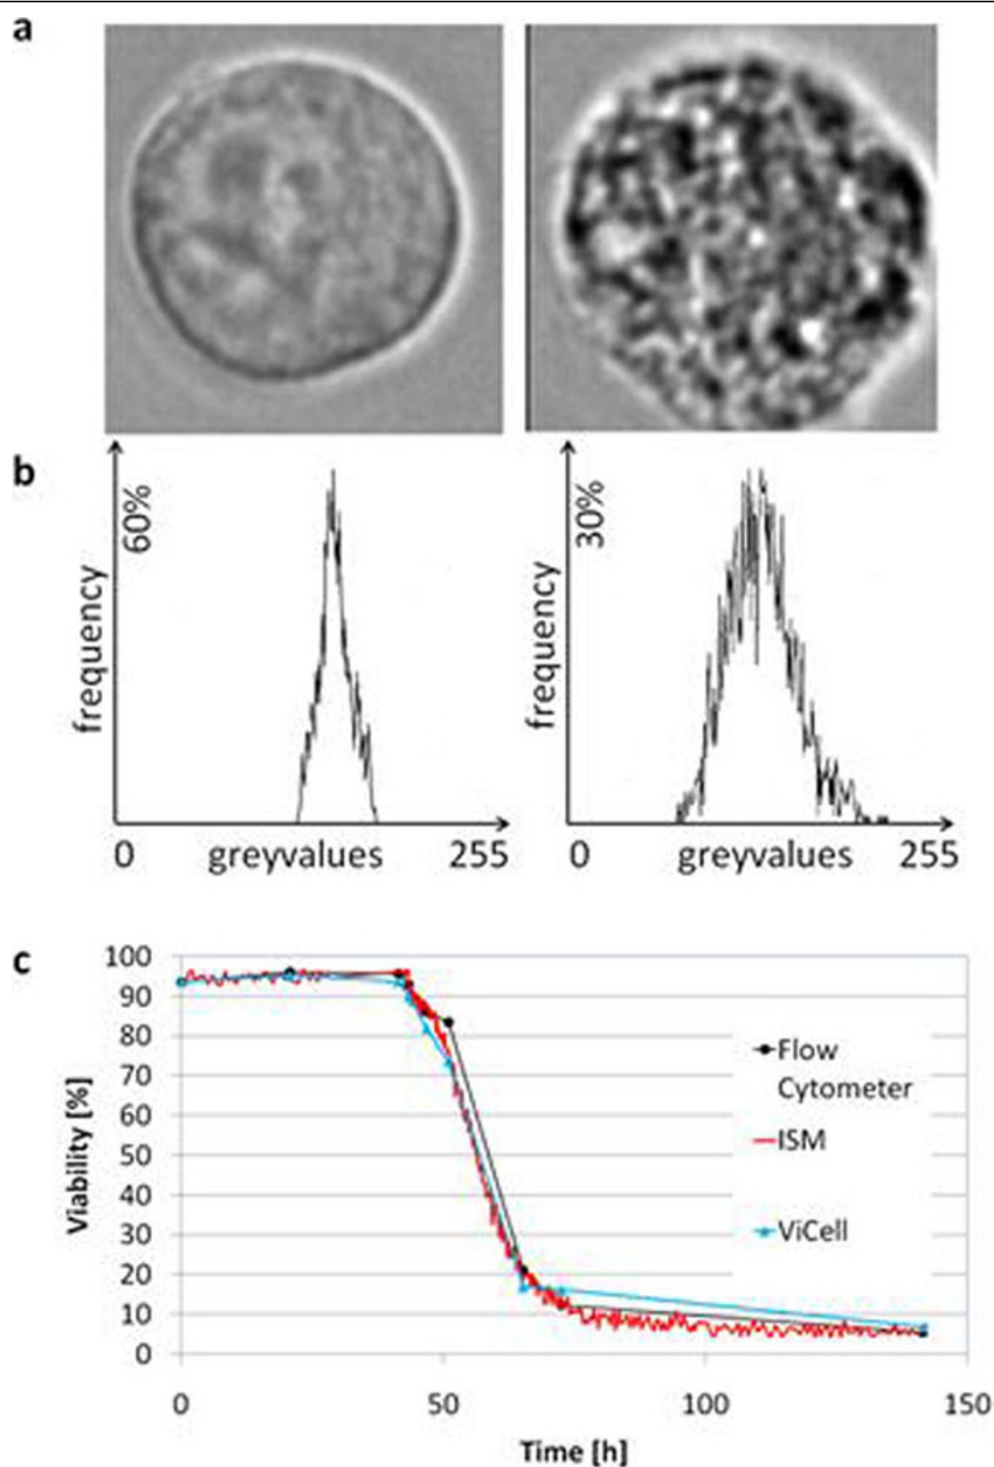 a
b
60%
frequency
0 greyvalues 255
30%
frequency
0 greyvalues 255
c
100
90
80
70
60
50
40
30
20
10
0
Viability [%]
Flow
Cytometer
ISM
ViCell
0 50 100 150
Time [h]